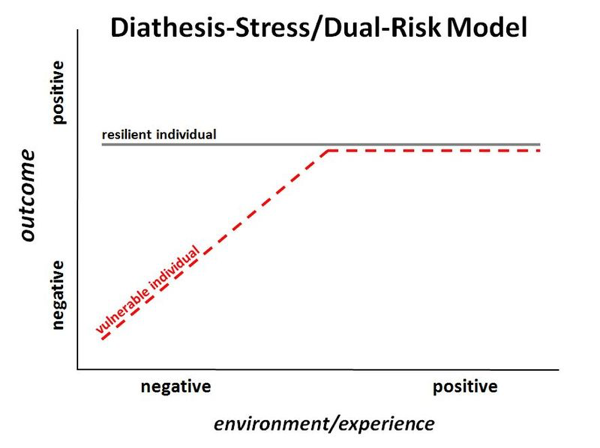 Diathesis-Stress/Dual-Risk Model
positive
resilient individual
outcome
vulnerable individual
negative
negative
positive
environment/experience